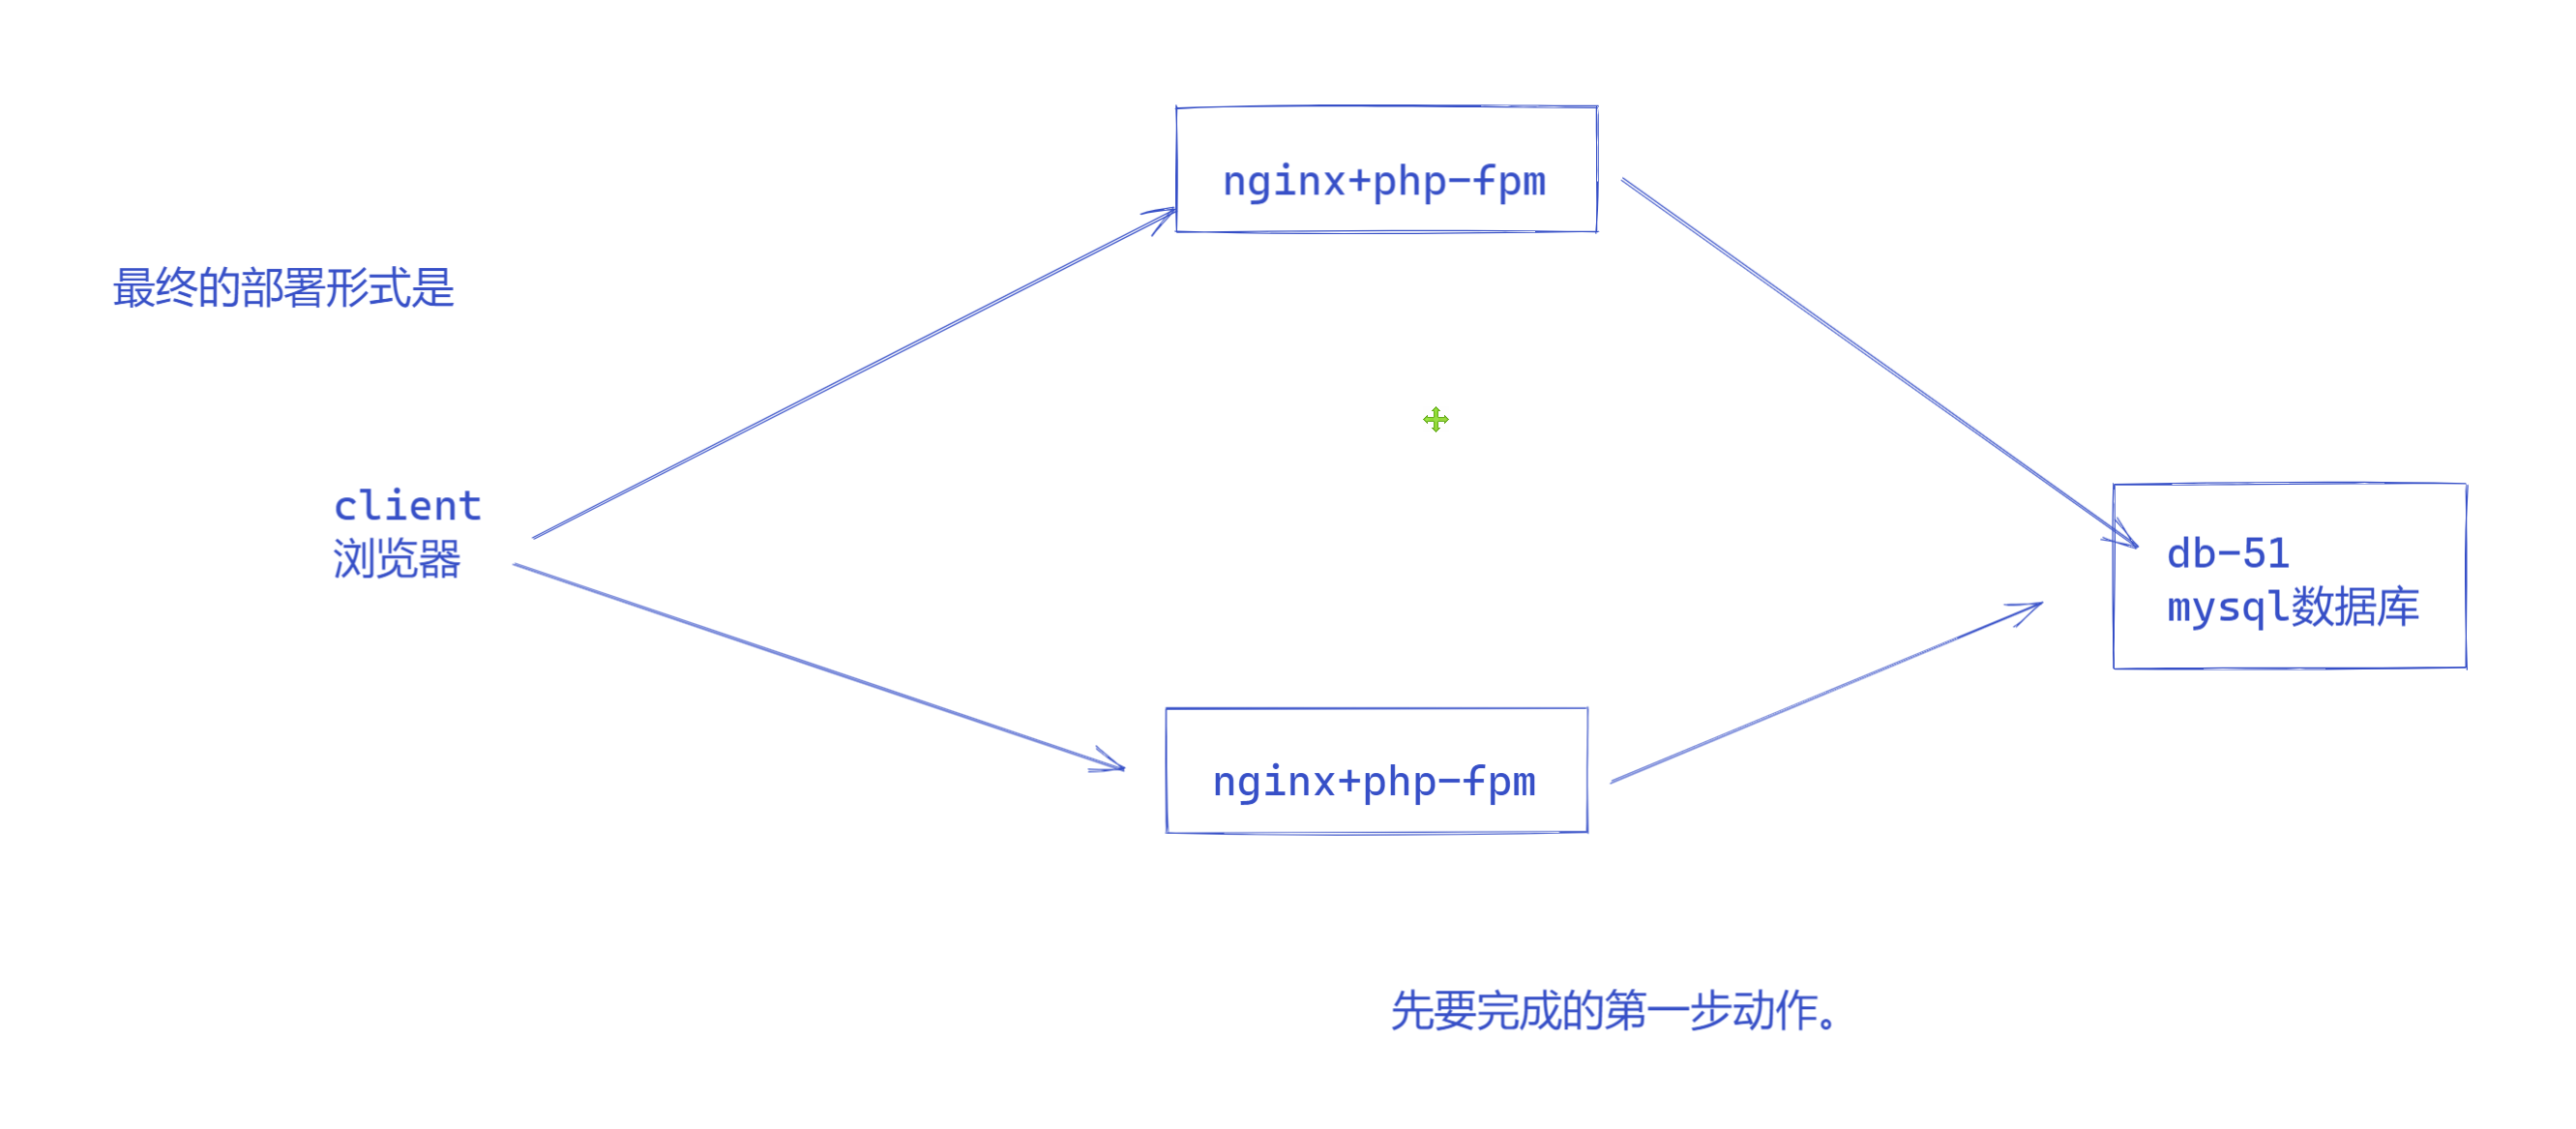 nginx+php-fpm
最终的部署形式是
client
浏览器
db-51
mysql数据库
nginx+php-fpm
先要完成的第一步动作。